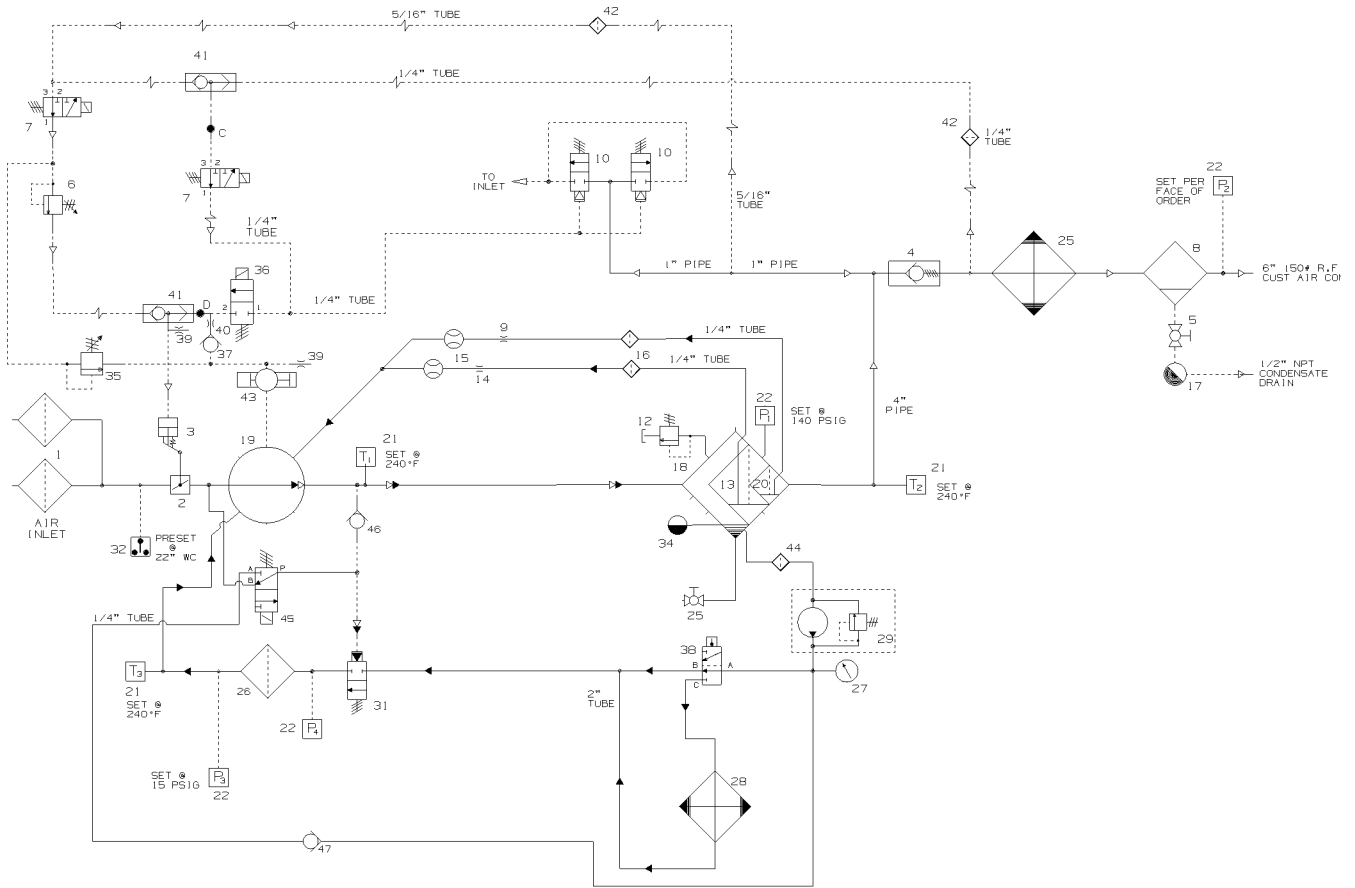 5/16" TUBE
42
41
1/4" TUBE
3 2
1
7
C
42
1/4"
TUBE
10
10
TO
INLET
5/16"
TUBE
6
3 2
1
7
1/4"
TUBE
22
P2
SET PER
FACE OF
ORDER
36
1" PIPE
1" PIPE
4
25
8
6" 150# R.F
CUST AIR
41
D
2
1
1/4" TUBE
39
40
37
5
9
1/4" TUBE
15
16
1/4" TUBE
14
35
39
43
17
1/2" NPT
CONDENSATE
DRAIN
4"
PIPE
22
P1
SET @
140 PSIG
12
18
3
1
19
21
T1
SET @
240°F
13
20
21
T2
SET @
240°F
2
AIR
INLET
32
PRESET
@
22" WC
46
34
44
A
B
P
45
25
29
1/4" TUBE
38
B
A
C
T3
21
SET @
240°F
26
22
P4
31
2"
TUBE
27
SET @
15 PSIG
P3
22
28
47